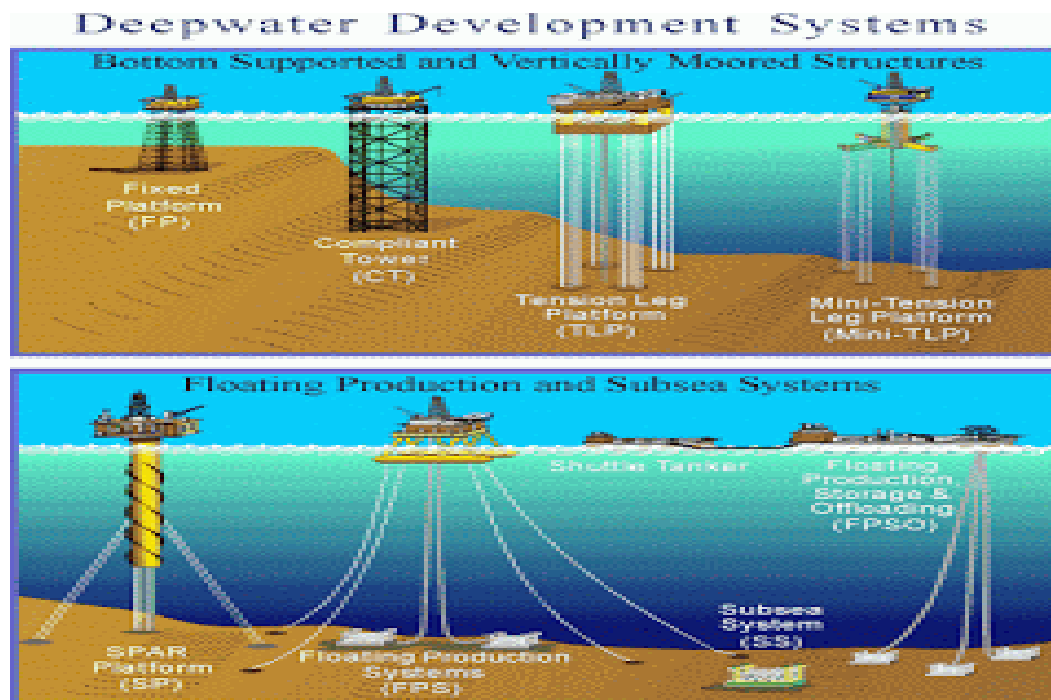 Deepwater Development Systems
Bottom Supported and Vertically Moored Structures
Fixed
Platform
(FP)
Compliant
Tower
(CT)
Tension Leg
Platform
(TLP)
Mini-Tension
Leg Platform
(Mini-TLP)
Floating Production and Subsea Systems
Shuttle Tanker
Floating
Production,
Storage &
Offloading
(FPSO)
SPAR
Platform
(SP)
Floating Production
Systems
(FPS)
Subsea
System
(SS)